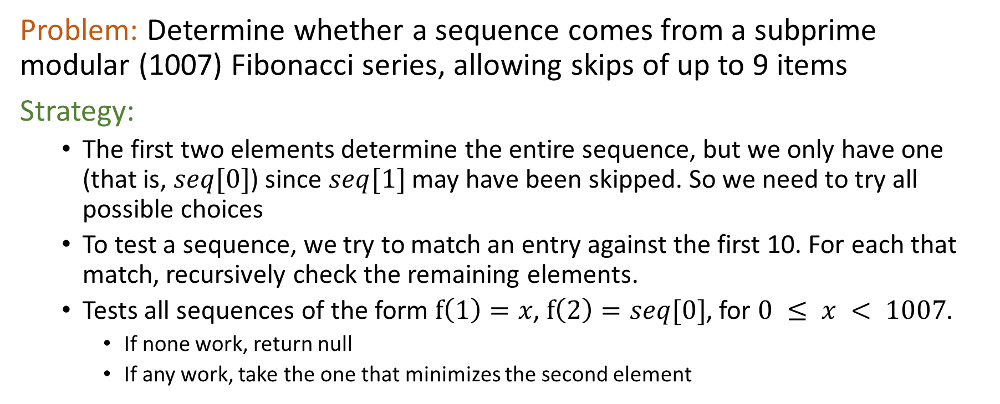 Problem: Determine whether a sequence comes from a subprime
modular (1007) Fibonacci series, allowing skips of up to 9 items
Strategy:
• The first two elements determine the entire sequence, but we only have one
(that is, 𝑠𝑒𝑞[0]) since 𝑠𝑒𝑞[1] may have been skipped. So we need to try all
possible choices
• To test a sequence, we try to match an entry against the first 10. For each that
match, recursively check the remaining elements.
• Tests all sequences of the form f(1) = 𝑥, f(2) = 𝑠𝑒𝑞[0], for 0 ≤ 𝑥 < 1007.
• If none work, return null
• If any work, take the one that minimizes the second element